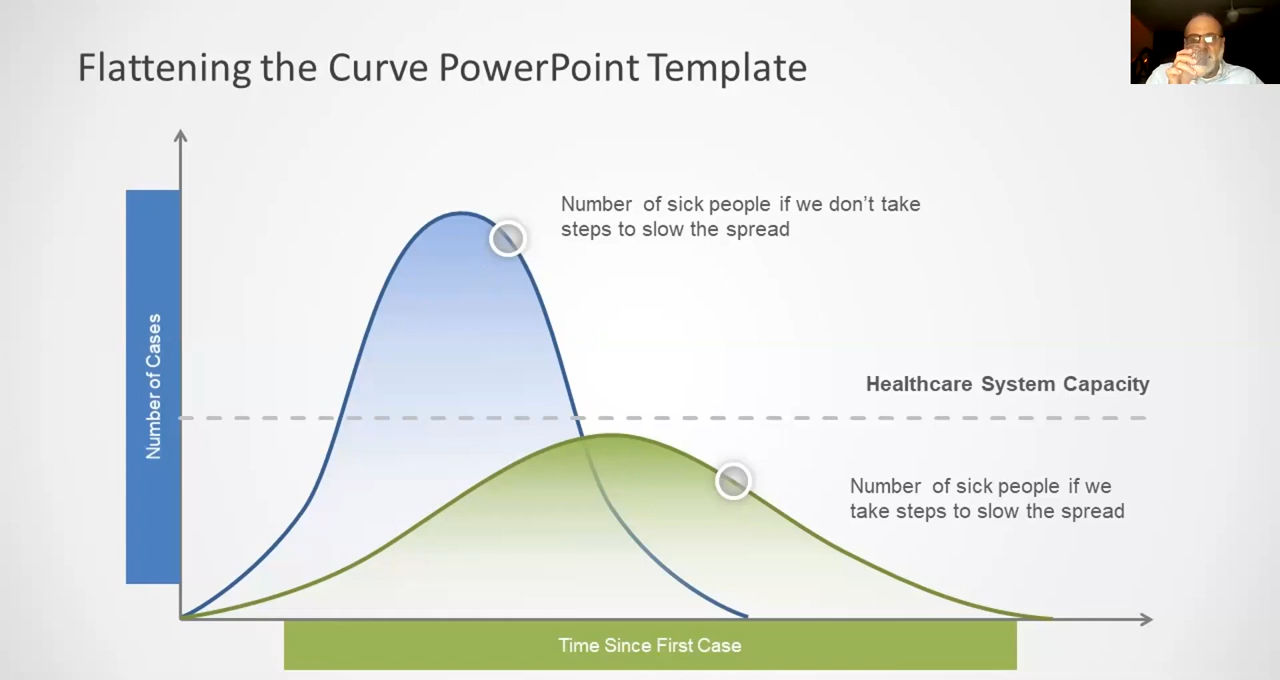 Flattening the Curve PowerPoint Template
Number of sick people if we don’t take
steps to slow the spread
Number of Cases
Healthcare System Capacity
Number of sick people if we
take steps to slow the spread
Time Since First Case